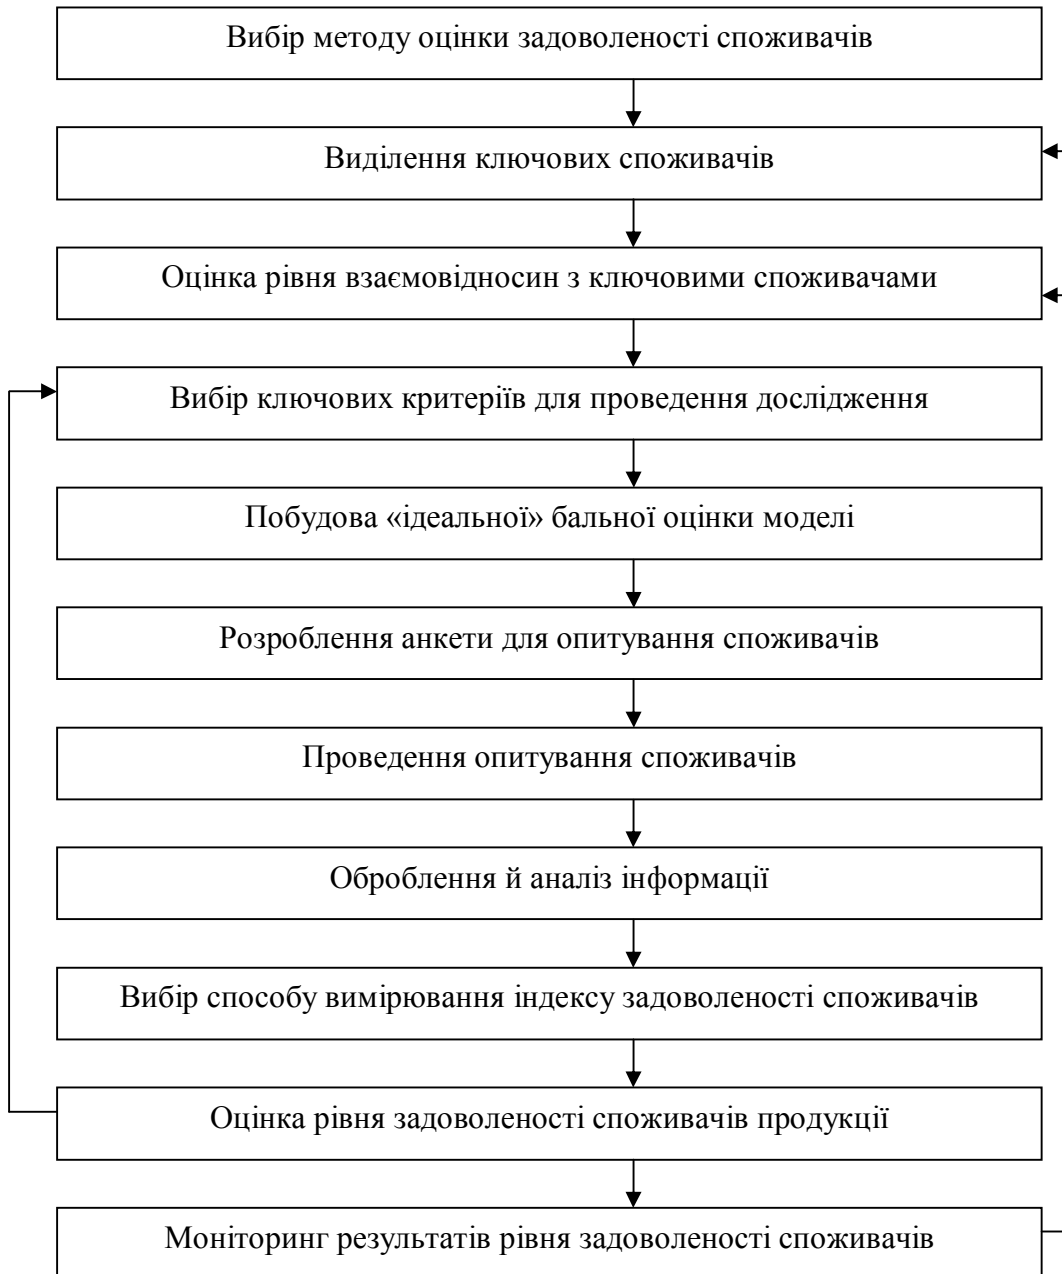 Вибір методу оцінки задоволеності споживачів
Виділення ключових споживачів
Оцінка рівня взаємовідносин з ключовими споживачами
Вибір ключових критеріїв для проведення дослідження
Побудова «ідеальної» бальної оцінки моделі
Розроблення анкети для опитування споживачів
Проведення опитування споживачів
Оброблення й аналіз інформації
Вибір способу вимірювання індексу задоволеності споживачів
Оцінка рівня задоволеності споживачів продукції
Моніторинг результатів рівня задоволеності споживачів